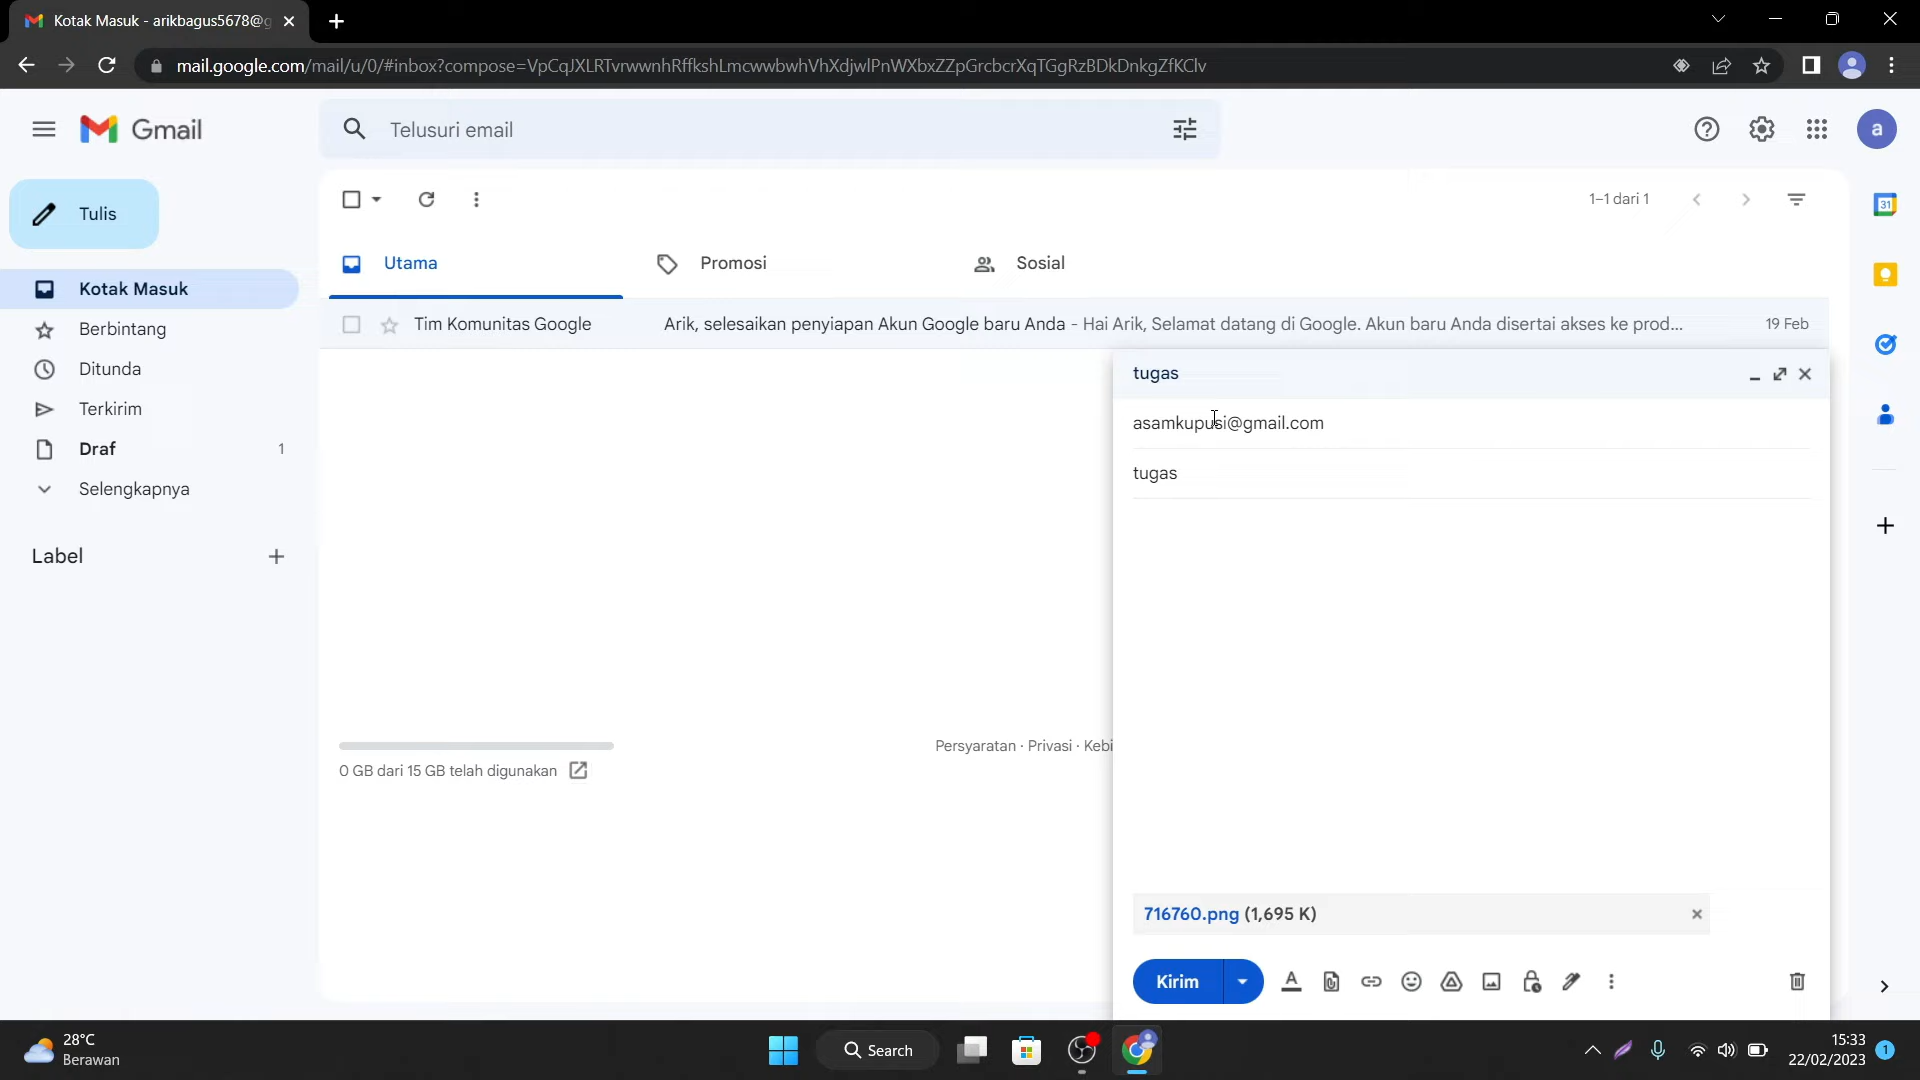 Kotak Masuk - arikbagus5678@g
mail.google.com/mail/u/0/#inbox?compose=VpCqJXLRTvrwwnhRffkshLmcwwbwhVhXdjwlPnWXbxZZpGrcbcrXqTGgRzBDkDnkgZfKClv
Gmail
Telusuri email
a
Tulis
1–1 dari 1
31
Utama
Promosi
Sosial
Kotak Masuk
Tim Komunitas Google
Arik, selesaikan penyiapan Akun Google baru Anda - Hai Arik, Selamat datang di Google. Akun baru Anda disertai akses ke prod...
19 Feb
Berbintang
Ditunda
tugas
Terkirim
asamkupusi@gmail.com
Draf
1
tugas
Selengkapnya
Label
Persyaratan · Privasi · Kebi
0 GB dari 15 GB telah digunakan
716760.png (1,695 K)
Kirim
28°C
Berawan
Search
15:33
22/02/2023
1